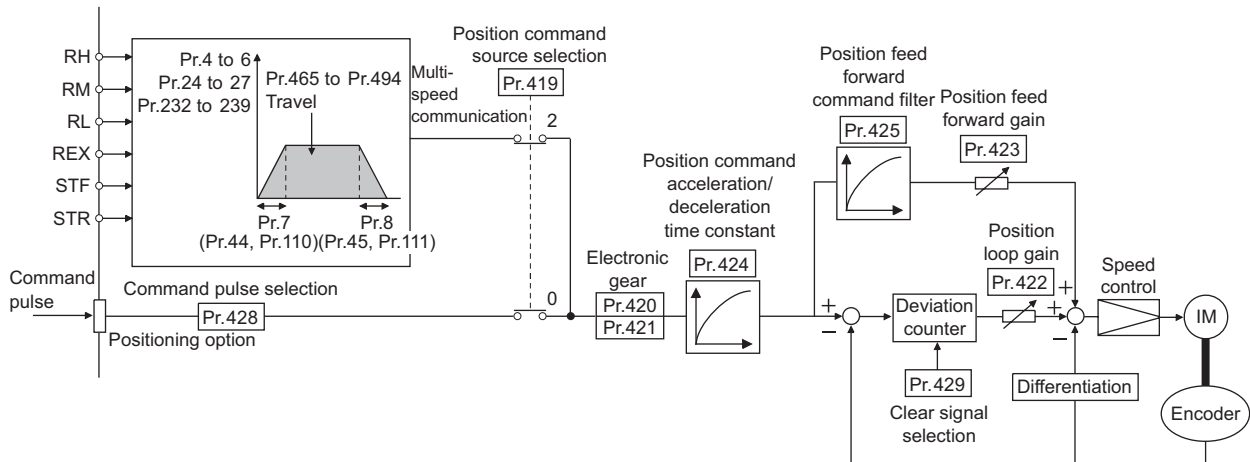 RH
RM
RL
REX
STF
STR
Pr.4 to 6
Pr.24 to 27
Pr.232 to 239
Pr.465 to Pr.494
Travel
Pr.7
Pr.8
(Pr.44, Pr.110)(Pr.45, Pr.111)
Multi-
speed
communication
Position command
source selection
Pr.419
2
0
Command
pulse
Command pulse selection
Pr.428
Positioning option
Electronic
gear
Pr.420
Pr.421
Position command
acceleration/
deceleration
time constant
Pr.424
Position feed
forward
command filter
Pr.425
Position feed
forward gain
Pr.423
+
−
Deviation
counter
Pr.429
Clear signal
selection
Position
loop gain
Pr.422
+
+
−
Speed
control
IM
Differentiation
Encoder